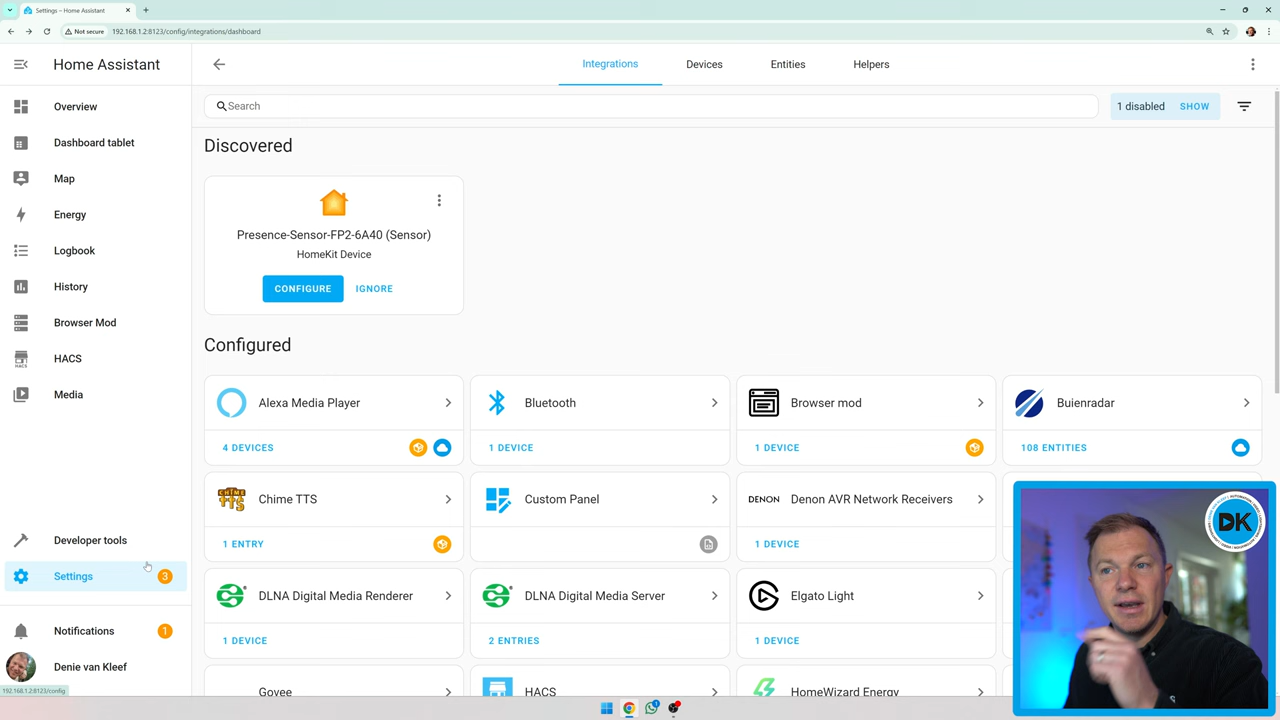 Settings – Home Assistant
Not secure
192.168.1.2:8123/config/integrations/dashboard
Home Assistant
Integrations
Devices
Entities
Helpers
Overview
Dashboard tablet
Map
Energy
Logbook
History
Browser Mod
HACS
HACS
Media
Developer tools
Settings
3
Notifications
1
Denie van Kleef
192.168.1.2:8123/config
Search
1 disabled
SHOW
Discovered
Presence-Sensor-FP2-6A40 (Sensor)
HomeKit Device
CONFIGURE
IGNORE
Configured
Alexa Media Player
4 DEVICES
Bluetooth
1 DEVICE
Browser mod
1 DEVICE
Buienradar
108 ENTITIES
CHIME
TTS
Chime TTS
1 ENTRY
Custom Panel
DENON
Denon AVR Network Receivers
1 DEVICE
DLNA Digital Media Renderer
1 DEVICE
DLNA Digital Media Server
2 ENTRIES
Elgato Light
1 DEVICE
Govee
HACS
HomeWizard Energy
DK